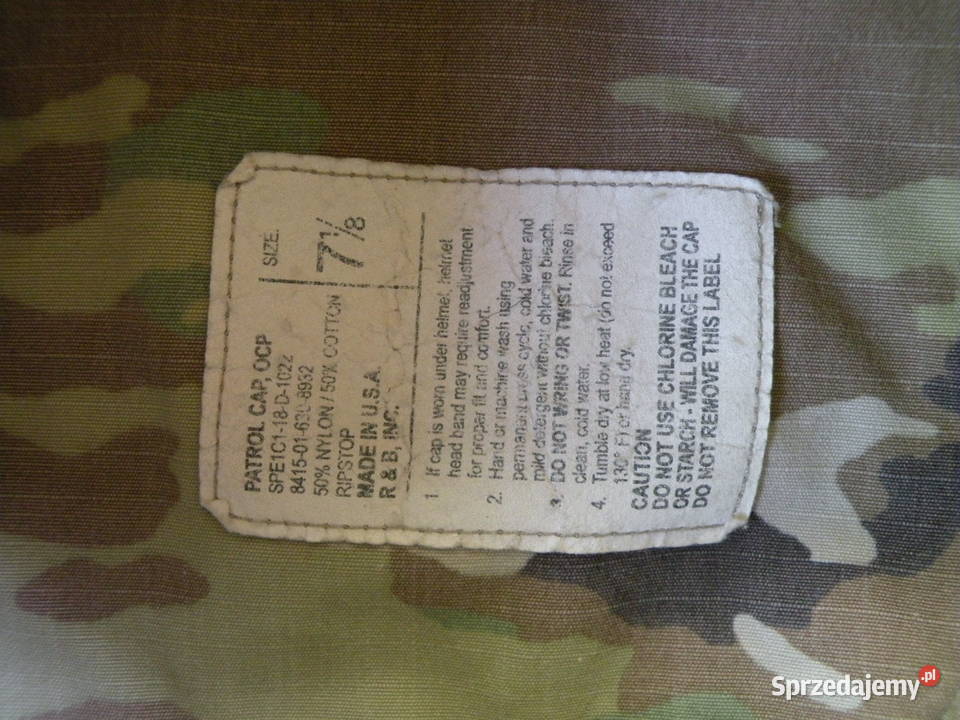 PATROL CAP, OCP
SPE1C1-18-D-1022
8415-01-630-8932
50% NYLON / 50% COTTON
RIPSTOP
MADE IN U.S.A.
R & B, INC.
SIZE:
7 1/8
1. If cap is worn under helmet, helmet
head band may require readjustment
for proper fit and comfort.
2. Hand or machine wash using
permanent press cycle, cold water and
mild detergent without chlorine bleach.
3. DO NOT WRING OR TWIST. Rinse in
clean, cold water.
4. Tumble dry at low heat (do not exceed
130° F) or hand dry.
CAUTION
DO NOT USE CHLORINE BLEACH
OR STARCH - WILL DAMAGE THE CAP
DO NOT REMOVE THIS LABEL
Sprzedajemy.pl